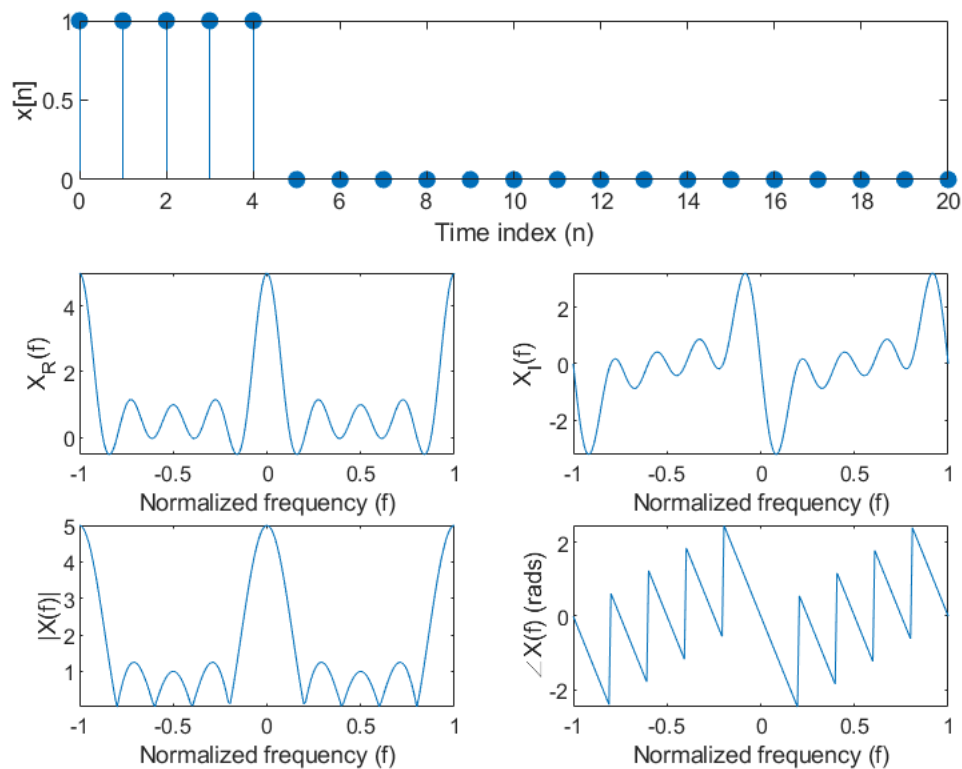 x[n]
1
0.5
0
0 2 4 6 8 10 12 14 16 18 20
Time index (n)
X_R(f)
4
2
0
-1 -0.5 0 0.5 1
Normalized frequency (f)
X_I(f)
2
0
-2
-1 -0.5 0 0.5 1
Normalized frequency (f)
|X(f)|
5
4
3
2
1
-1 -0.5 0 0.5 1
Normalized frequency (f)
∠X(f) (rads)
2
0
-2
-1 -0.5 0 0.5 1
Normalized frequency (f)